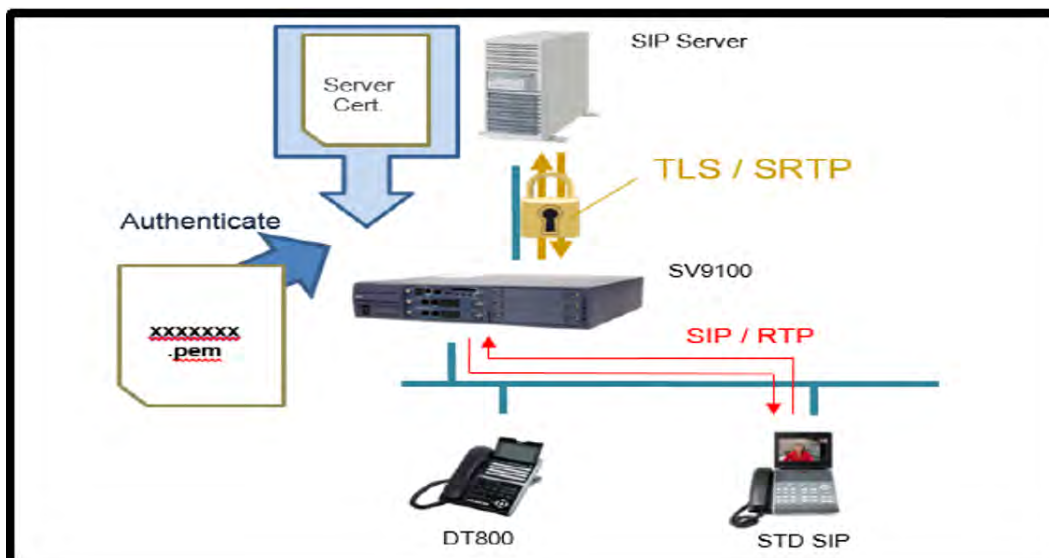 SIP Server
Server
Cert.
TLS / SRTP
Authenticate
SV9100
xxxxxxx
.pem
SIP / RTP
DT800
STD SIP